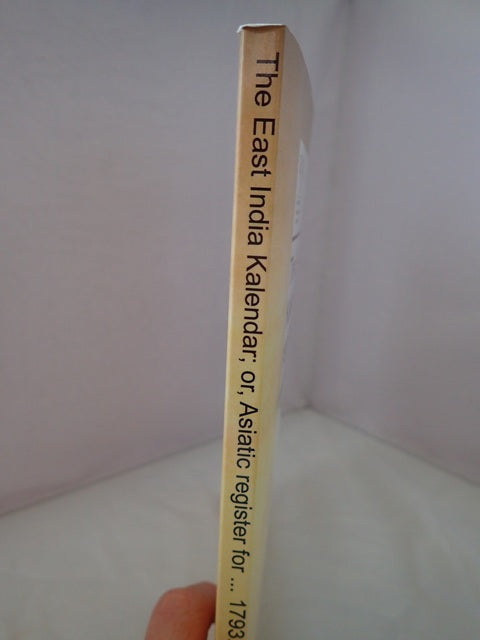 The East India Kalendar; or, Asiatic register for ... 1793